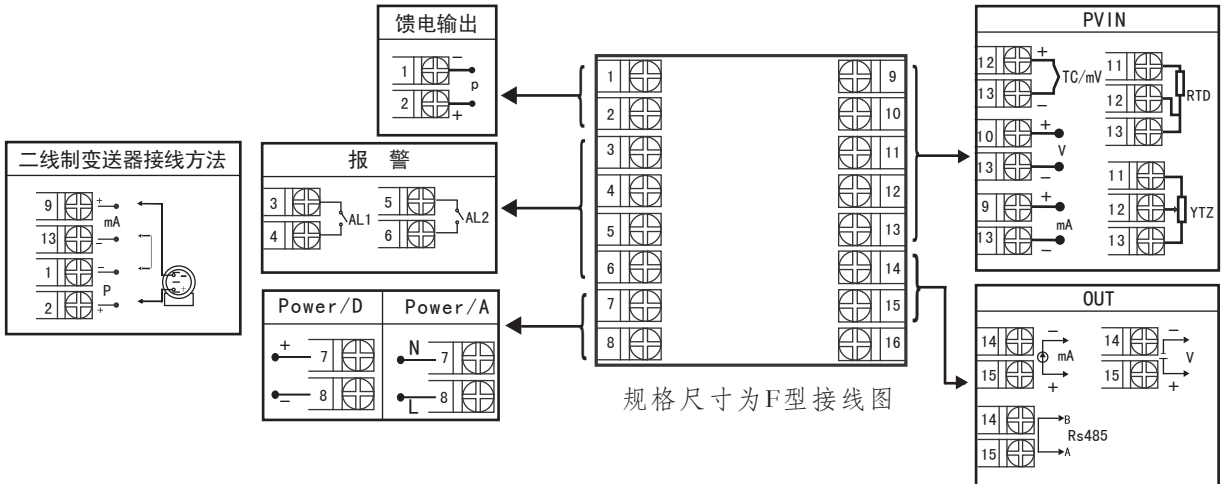 馈电输出
1 −
p
2 +
二线制变送器接线方法
9 +
mA
13 −
1 −
P
2 +
报 警
3 5
AL1 AL2
4 6
Power/D Power/A
+ 7 N 7
− 8 L 8
1 9
2 10
3 11
4 12
5 13
6 14
7 15
8 16
规格尺寸为F型接线图
PVIN
12 +
TC/mV
13 −
10 +
V
13 −
9 +
mA
13 −
11
RTD
12
13
11
12 YTZ
13
OUT
14 −
mA
15 +
14 −
V
15 +
14 B
Rs485
15 A